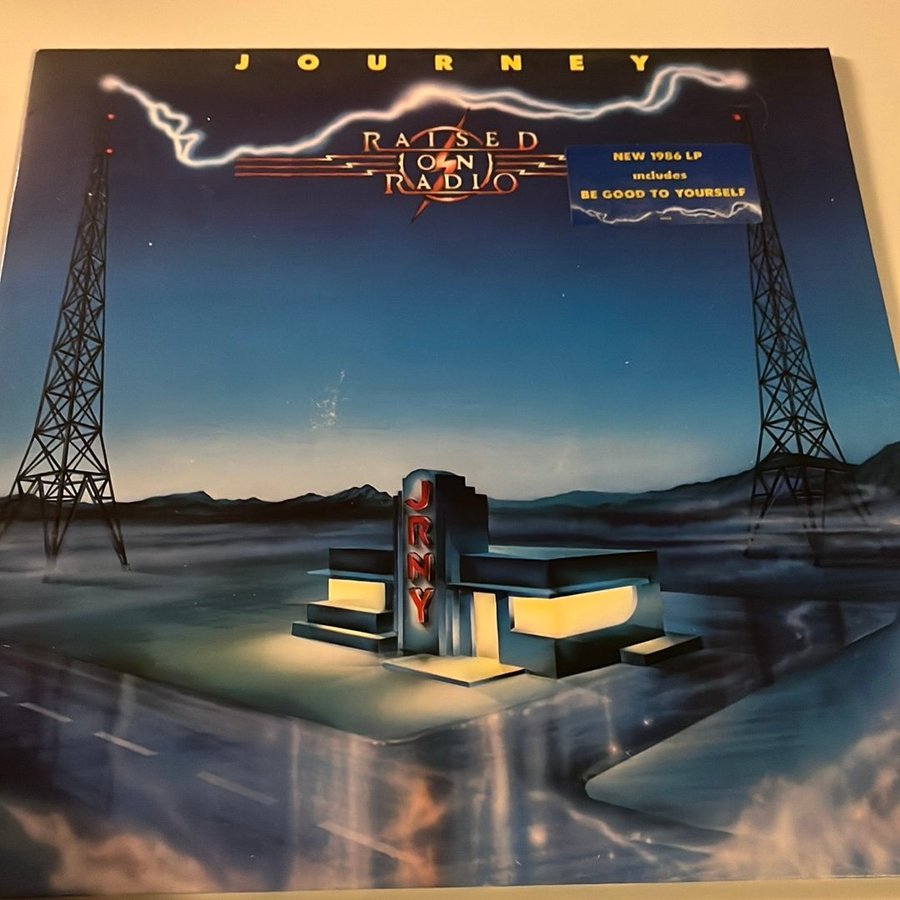 JOURNEY
RAISED
ON
RADIO
NEW 1986 LP
includes
BE GOOD TO YOURSELF
JRNY